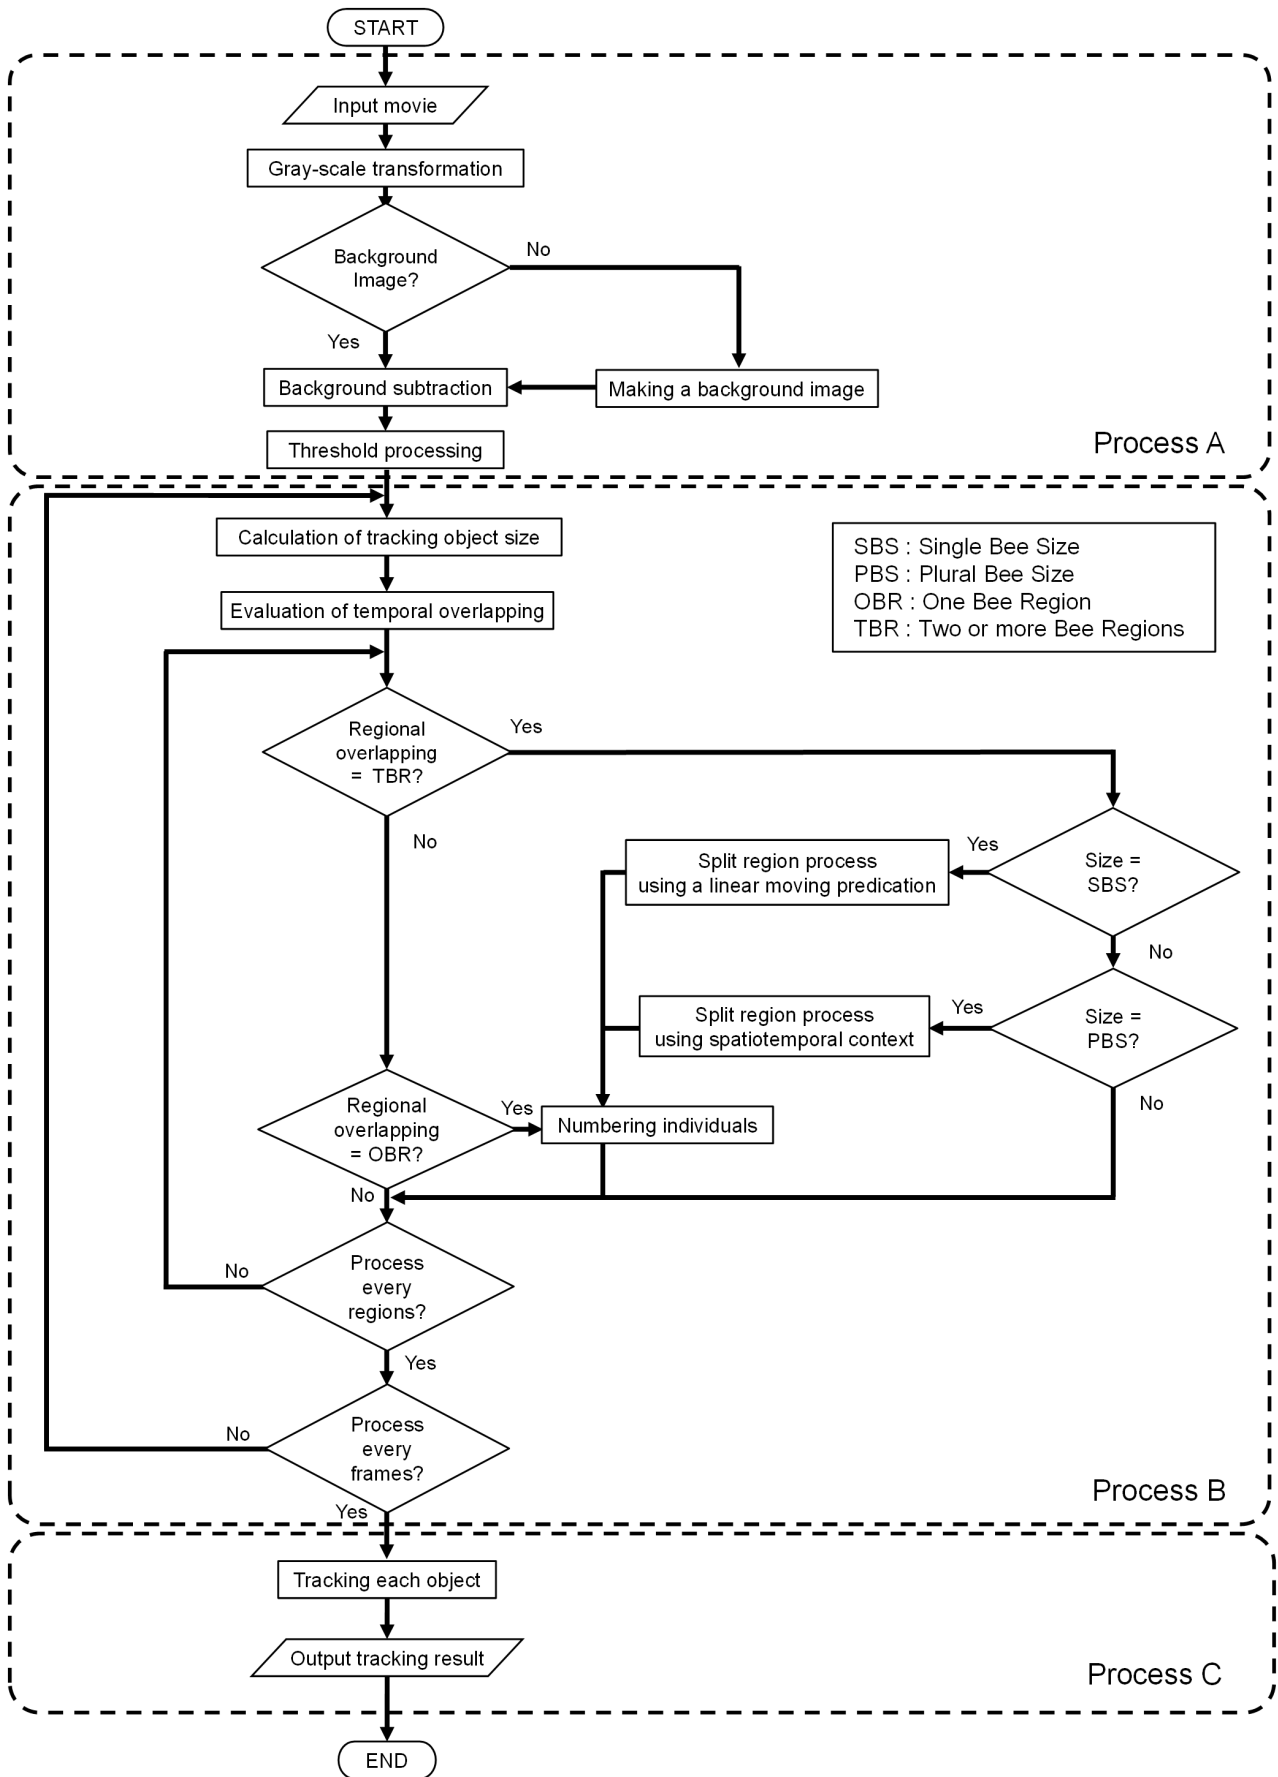 START
Input movie
Gray-scale transformation
Background
Image?
No
Yes
Background subtraction
Making a background image
Threshold processing
Process A
Calculation of tracking object size
SBS : Single Bee Size
PBS : Plural Bee Size
OBR : One Bee Region
TBR : Two or more Bee Regions
Evaluation of temporal overlapping
Regional
overlapping
= TBR?
Yes
No
Size =
SBS?
Yes
Split region process
using a linear moving predication
No
Size =
PBS?
Yes
Split region process
using spatiotemporal context
No
Regional
overlapping
= OBR?
Yes
Numbering individuals
No
Process
every
regions?
No
Yes
Process
every
frames?
No
Yes
Process B
Tracking each object
Output tracking result
Process C
END